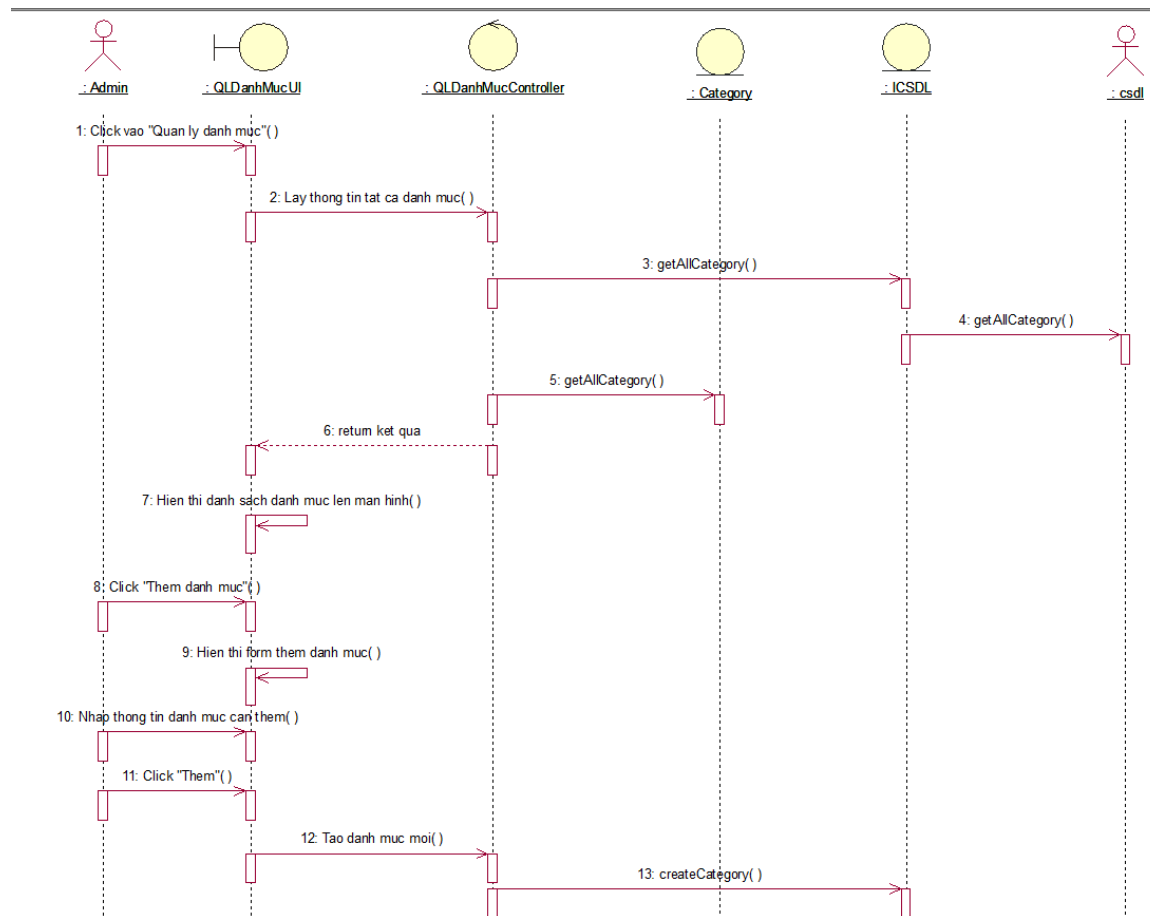 : Admin
: QLDanhMucUI
: QLDanhMucController
: Category
: ICSDL
: csdl
1: Click vao "Quan ly danh muc"( )
2: Lay thong tin tat ca danh muc( )
3: getAllCategory( )
4: getAllCategory( )
5: getAllCategory( )
6: return ket qua
7: Hien thi danh sach danh muc len man hinh( )
8: Click "Them danh muc"( )
9: Hien thi form them danh muc( )
10: Nhap thong tin danh muc can them( )
11: Click "Them"( )
12: Tao danh muc moi( )
13: createCategory( )